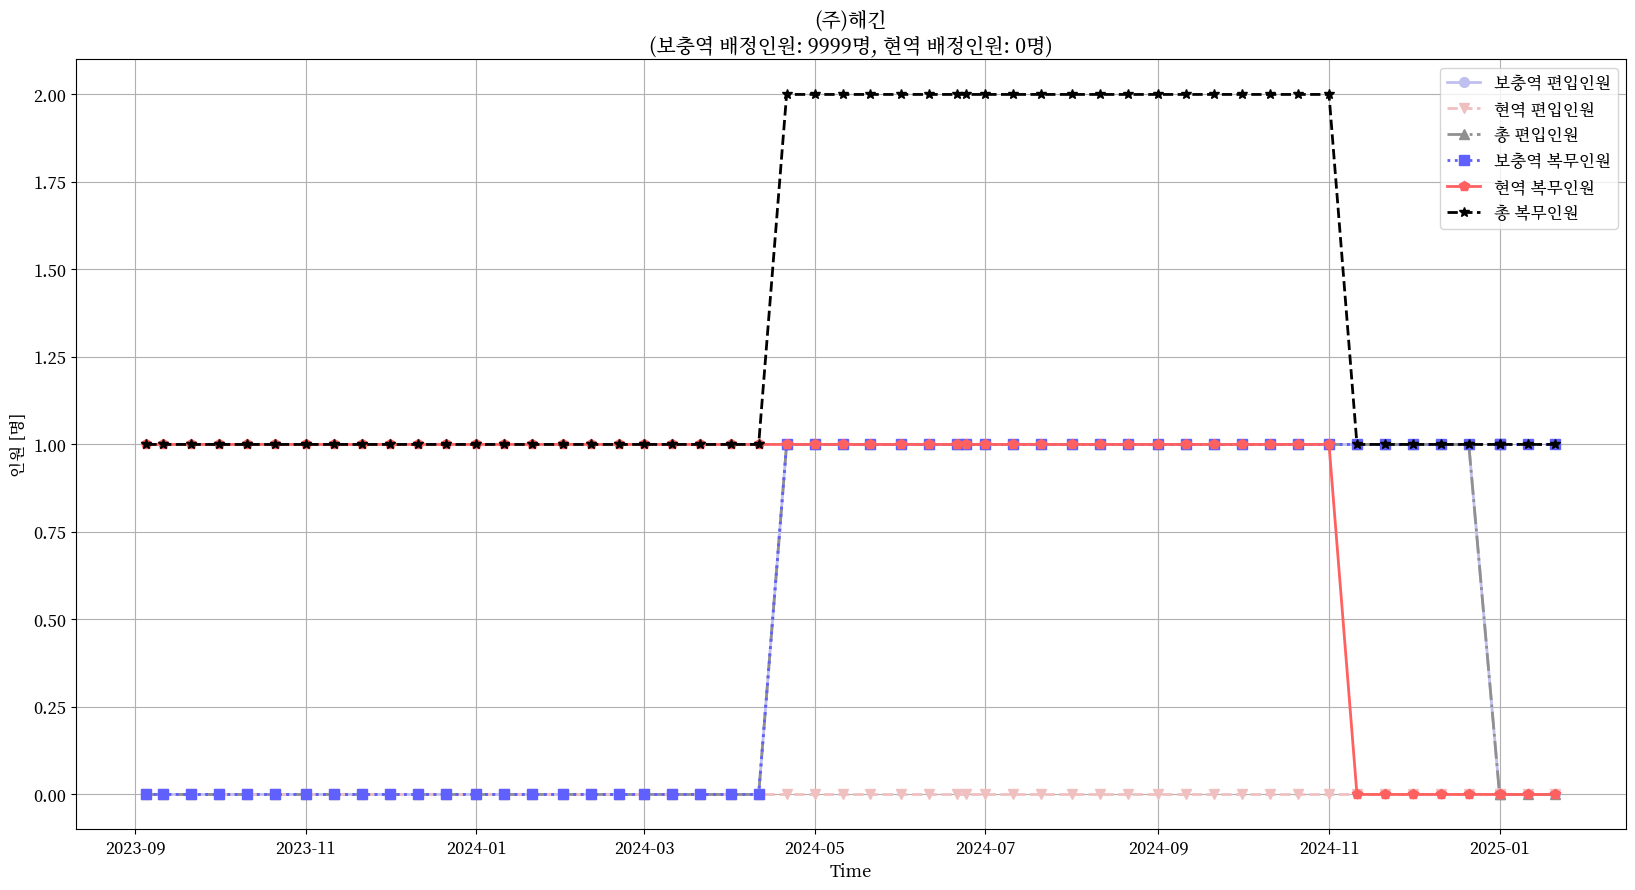 (주)해긴
(보충역 배정인원: 9999명, 현역 배정인원: 0명)
보충역 편입인원
현역 편입인원
총 편입인원
보충역 복무인원
현역 복무인원
총 복무인원
인원 [명]
2.00
1.75
1.50
1.25
1.00
0.75
0.50
0.25
0.00
2023-09 2023-11 2024-01 2024-03 2024-05 2024-07 2024-09 2024-11 2025-01
Time